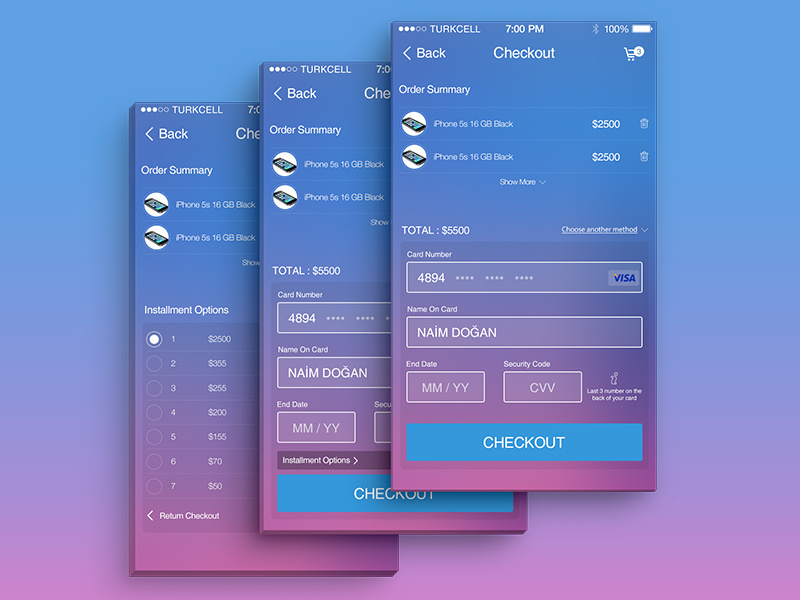 TURKCELL 7:00 PM 100%
Back Checkout 3
Order Summary
iPhone 5s 16 GB Black $2500
iPhone 5s 16 GB Black $2500
Show More
TOTAL : $5500 Choose another method
Card Number
4894 **** **** **** VISA
Name On Card
NAİM DOĞAN
End Date Security Code
MM / YY CVV
Last 3 number on the
back of your card
CHECKOUT
TURKCELL 7:0
Back Che
Order Summary
iPhone 5s 16 GB Black
iPhone 5s 16 GB Black
Show
TOTAL : $5500
Card Number
4894 **** ****
Name On Card
NAİM DOĞAN
End Date Secu
MM / YY
Installment Options
CHECKOUT
TURKCELL 7:0
Back Che
Order Summary
iPhone 5s 16 GB Black
iPhone 5s 16 GB Black
Show
Installment Options
1 $2500
2 $355
3 $255
4 $200
5 $155
6 $70
7 $50
Return Checkout